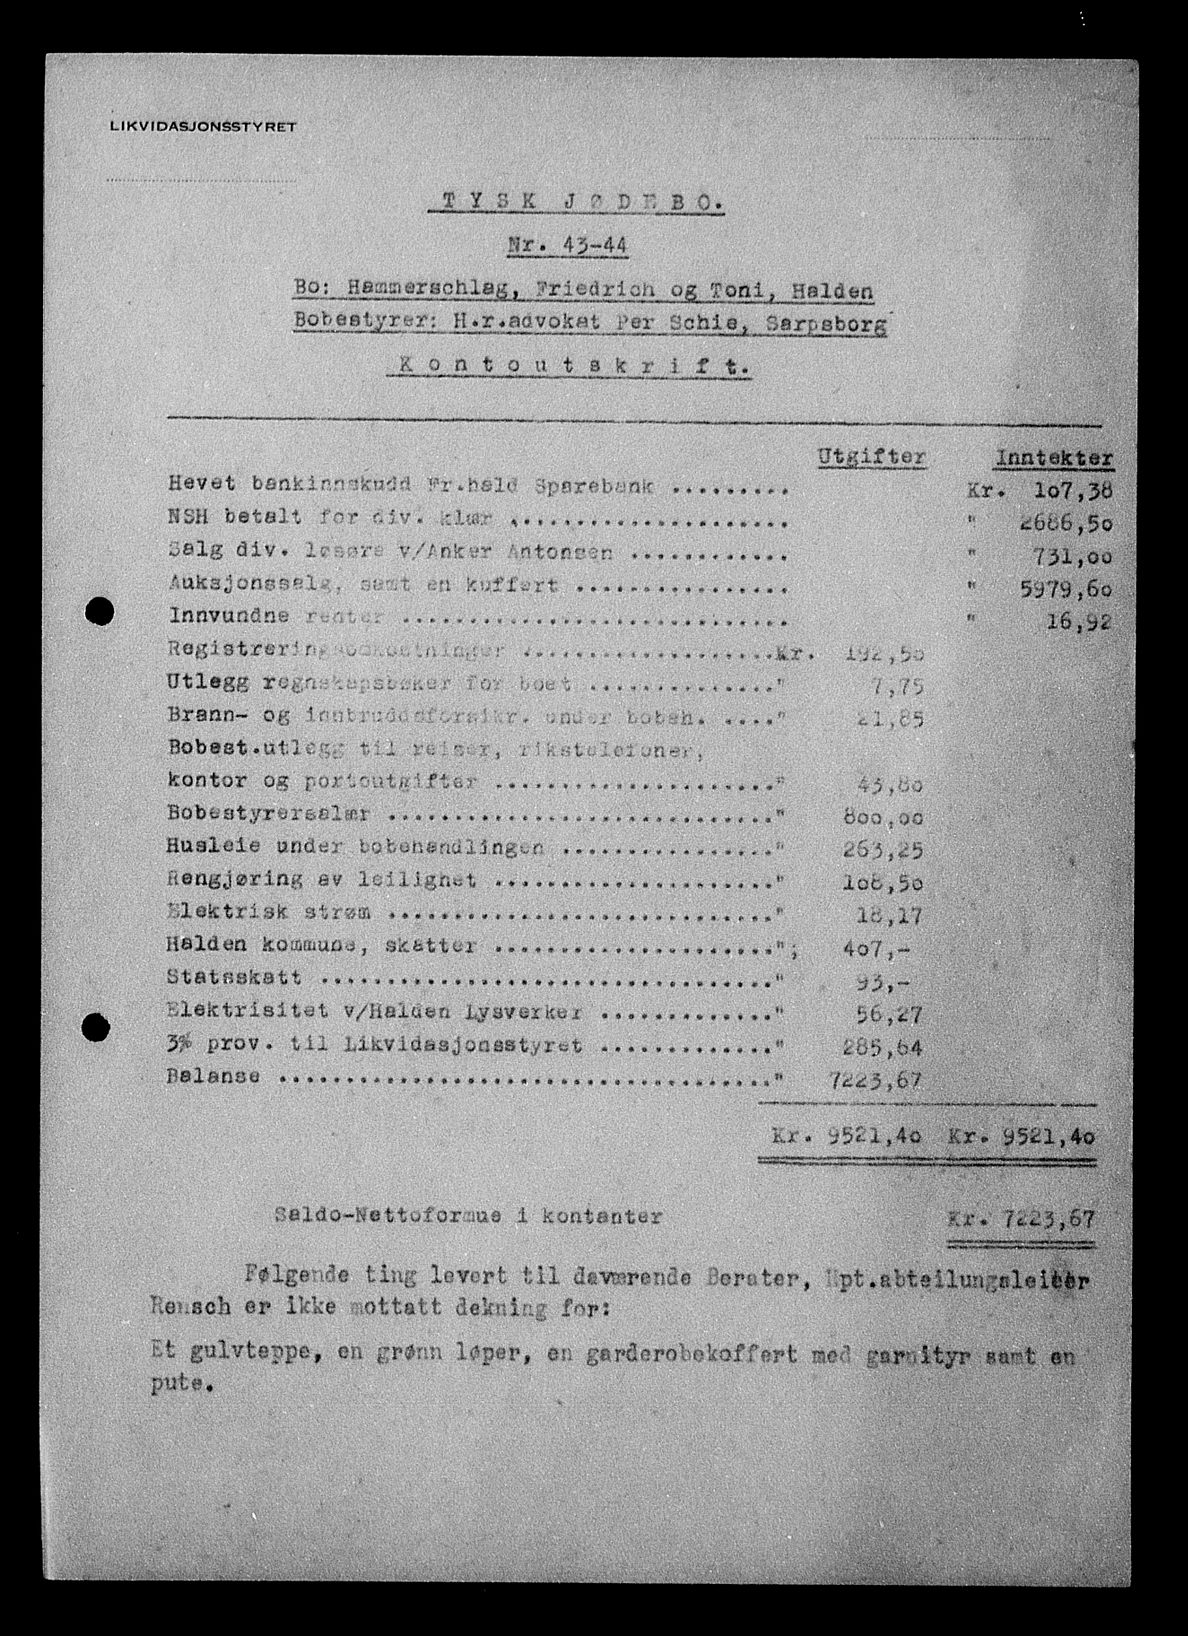 LIKVIDASJONSSTYRET
TYSK JØDEBO.
Nr. 43-44
Bo: Hammerschlag, Friedrich og Toni, Halden
Bobestyrer: H.r.advokat Per Schie, Sarpsborg
Kontoutskrift.
Utgifter Inntekter
Hevet bankinnskudd Fr.hald Sparebank ......... Kr. 107,38
NSH betalt for div. klær ..................... " 2686,50
Salg div. løsøre v/Anker Antonsen ............ " 731,00
Auksjonssalg, samt en kuffert ................ " 5979,60
Innvundne renter .............................. " 16,92
Registreringsomkostninger ....................Kr. 192,50
Utlegg regnskapsbøker for boet ..............." 7,75
Brann- og innbruddsforsikr. under bobeh. ...." 21,85
Bobest.utlegg til reiser, rikstelefoner,
kontor og portoutgifter ....................." 43,80
Bobestyrersalær ............................." 800,00
Husleie under bobehandlingen ................" 263,25
Rengjøring av leilighet ....................." 108,50
Elektrisk strøm ............................." 18,17
Halden kommune, skatter ....................."; 407,-
Statsskatt .................................." 93,-
Elektrisitet v/Halden Lysverker ............." 56,27
3% prov. til Likvidasjonsstyret ............." 285,64
Balanse ....................................." 7223,67
Kr. 9521,40 Kr. 9521,40
Saldo-Nettoformue i kontanter Kr. 7223,67
Følgende ting levert til daværende Berater, Hpt.abteilungsleiter
Rensch er ikke mottatt dekning for:
Et gulvteppe, en grønn løper, en garderobekoffert med garnityr samt en
pute.